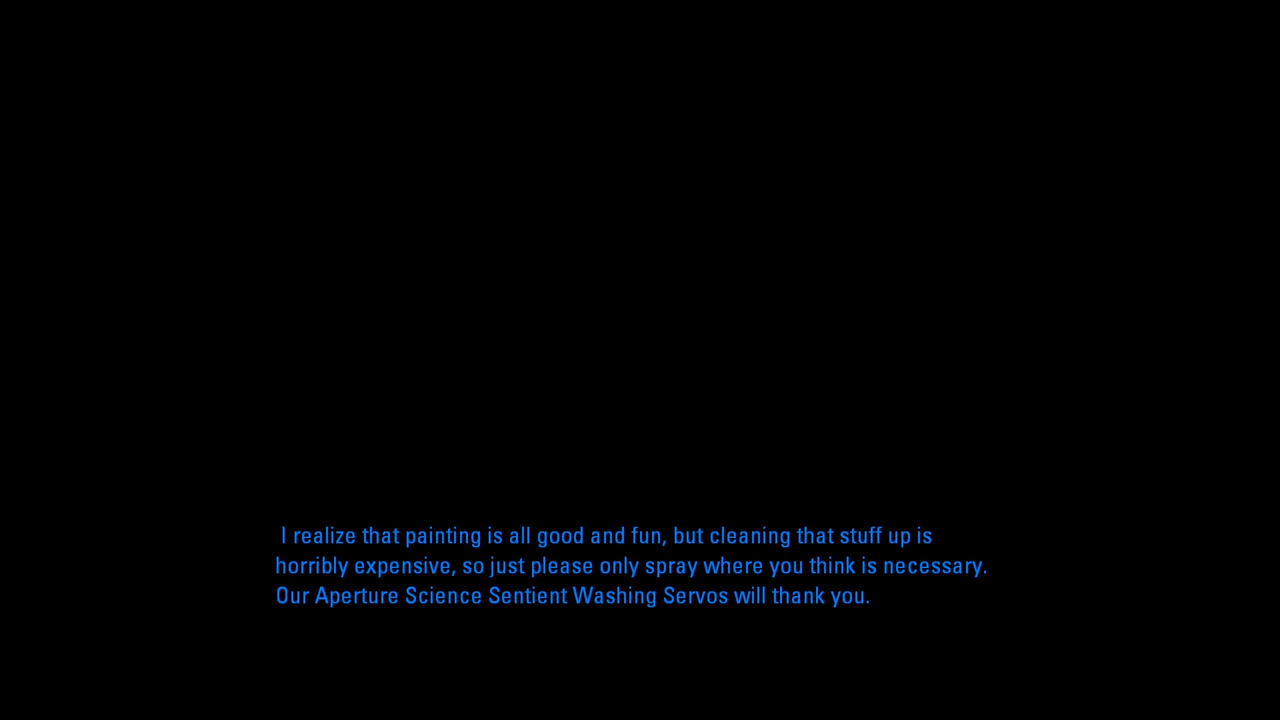 I realize that painting is all good and fun, but cleaning that stuff up is
horribly expensive, so just please only spray where you think is necessary.
Our Aperture Science Sentient Washing Servos will thank you.